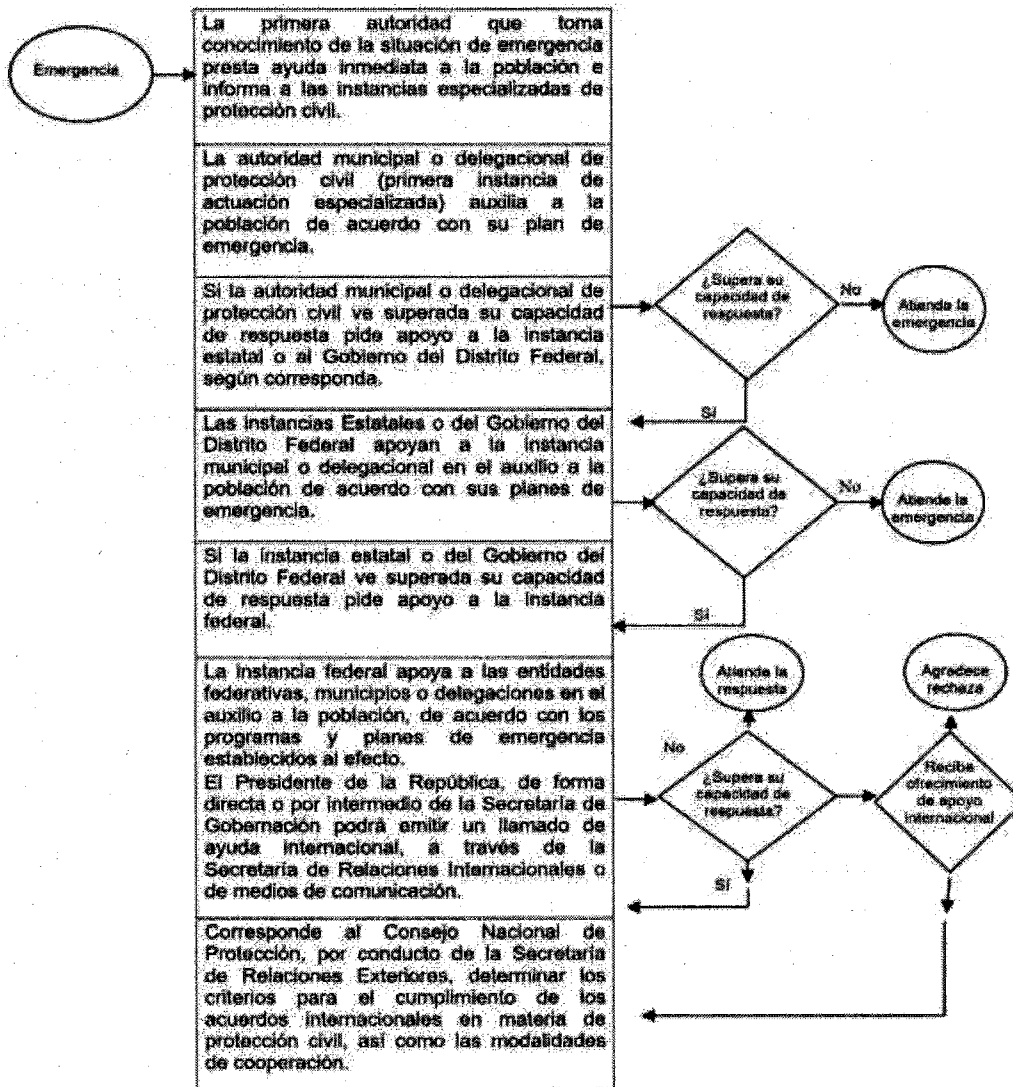 Emergencia
La primera autoridad que toma
conocimiento de la situación de emergencia
presta ayuda inmediata a la población e
informa a las instancias especializadas de
protección civil.
La autoridad municipal o delegacional de
protección civil (primera instancia de
actuación especializada) auxilia a la
población de acuerdo con su plan de
emergencia.
Si la autoridad municipal o delegacional de
protección civil ve superada su capacidad
de respuesta pide apoyo a la instancia
estatal o al Gobierno del Distrito Federal,
según corresponda.
¿Supera su
capacidad de
respuesta?
No
Atiende la
emergencia
Sí
Las instancias Estatales o del Gobierno del
Distrito Federal apoyan a la instancia
municipal o delegacional en el auxilio a la
población de acuerdo con sus planes de
emergencia.
¿Supera su
capacidad de
respuesta?
No
Atiende la
emergencia
Si la instancia estatal o del Gobierno del
Distrito Federal ve superada su capacidad
de respuesta pide apoyo a la instancia
federal.
Sí
La instancia federal apoya a las entidades
federativas, municipios o delegaciones en el
auxilio a la población, de acuerdo con los
programas y planes de emergencia
establecidos al efecto.
El Presidente de la República, de forma
directa o por intermedio de la Secretaría de
Gobernación podrá emitir un llamado de
ayuda internacional, a través de la
Secretaría de Relaciones Internacionales o
de medios de comunicación.
Atiende la
respuesta
Agradece
rechaza
No
¿Supera su
capacidad de
respuesta?
Recibe
ofrecimiento
de apoyo
internacional
Sí
Corresponde al Consejo Nacional de
Protección, por conducto de la Secretaría
de Relaciones Exteriores, determinar los
criterios para el cumplimiento de los
acuerdos internacionales en materia de
protección civil, así como las modalidades
de cooperación.